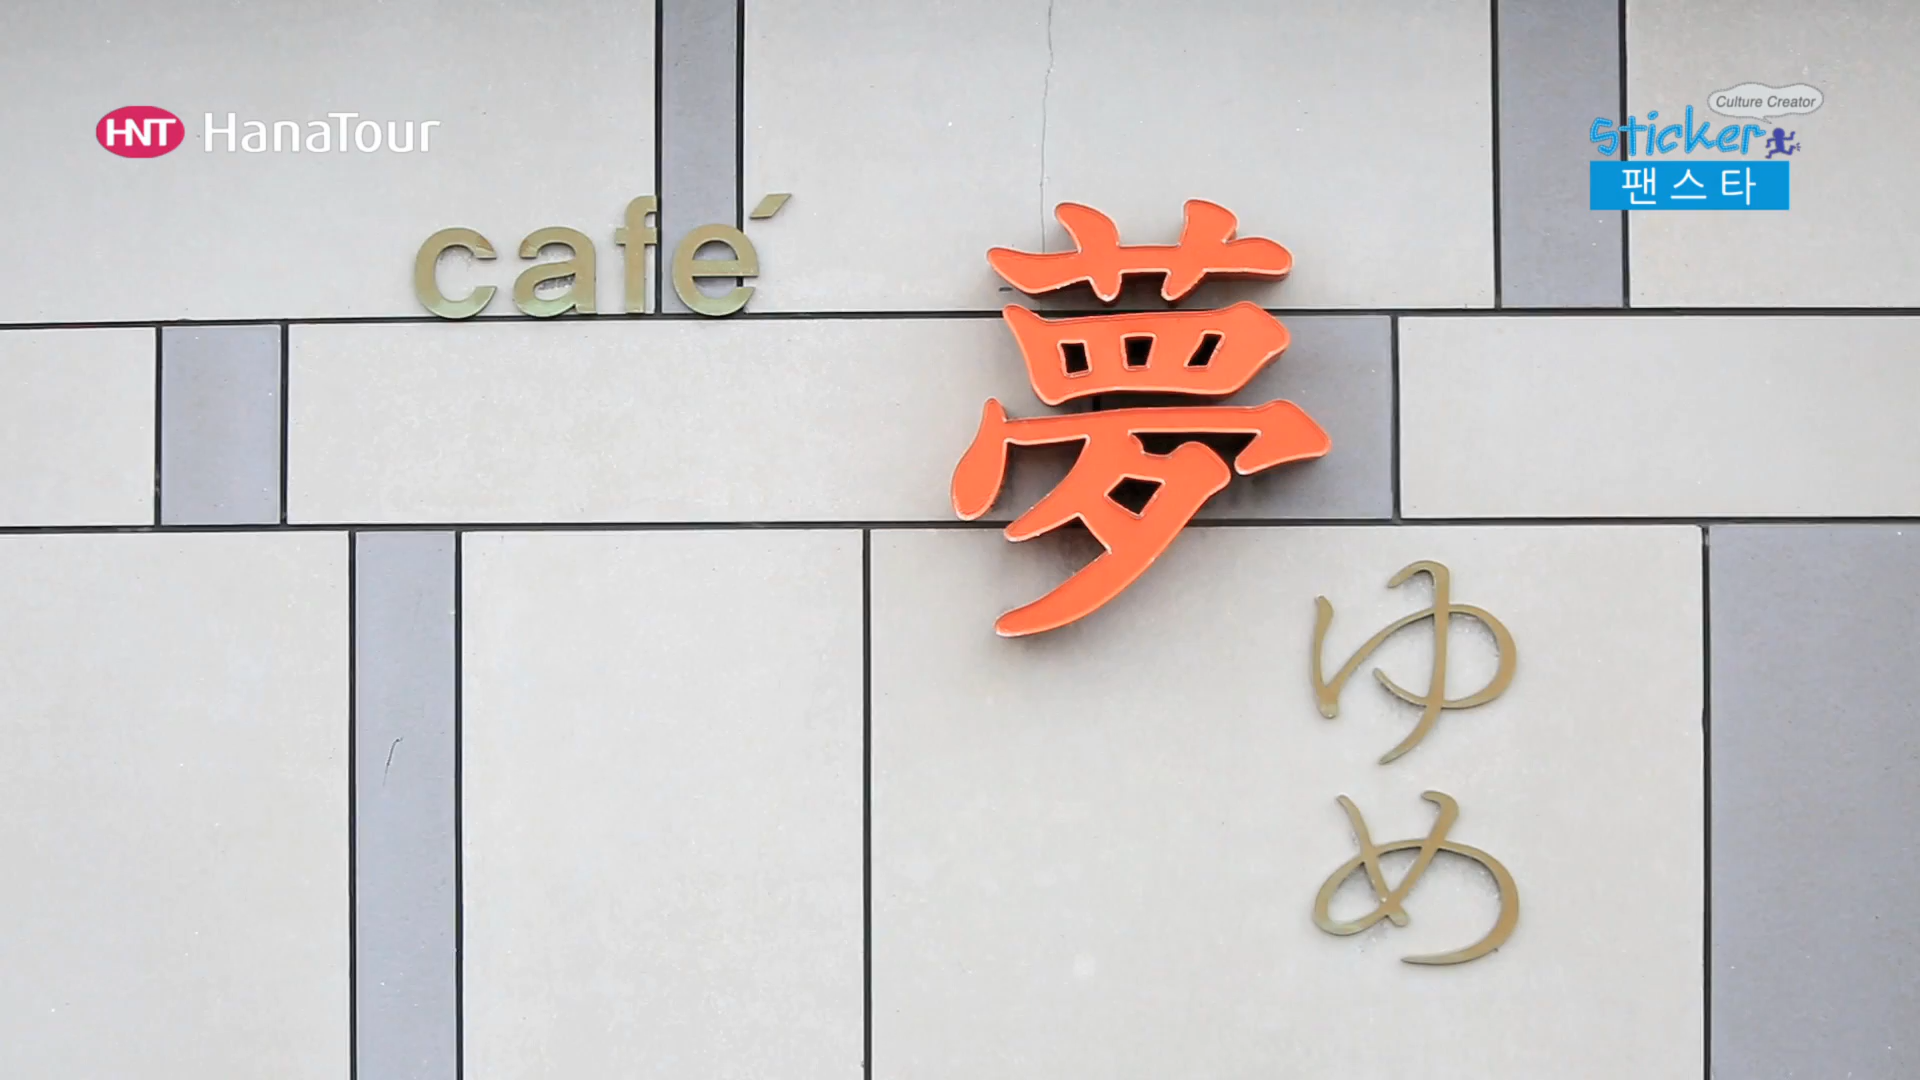 HNT HanaTour
Culture Creator
Sticker
팬스타
café
夢
ゆめ